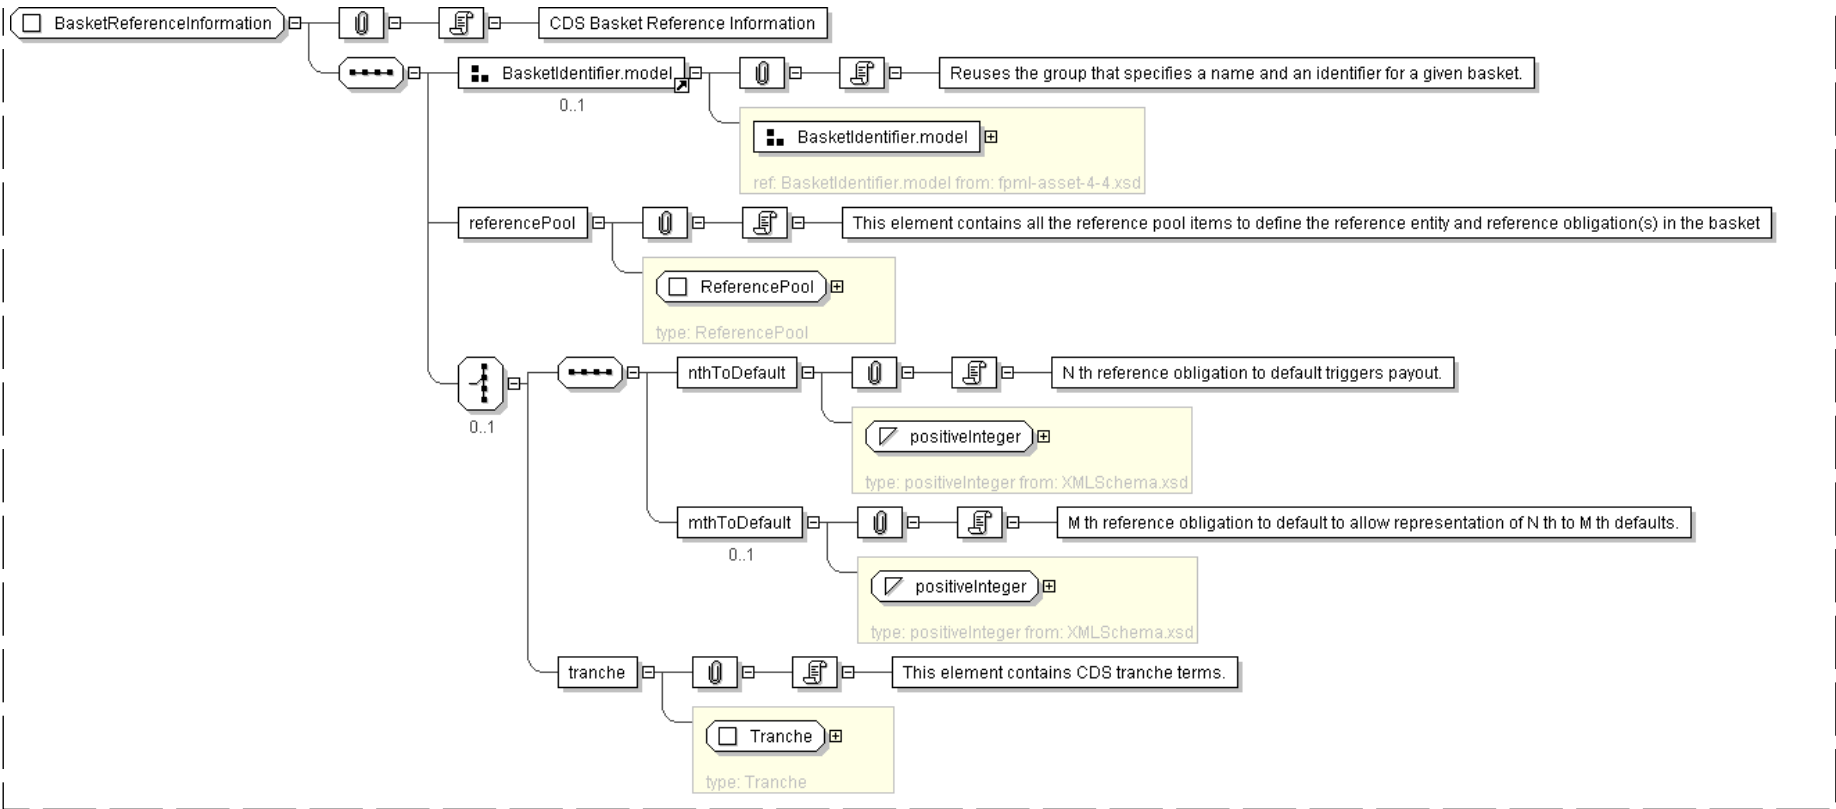 BasketReferenceInformation
CDS Basket Reference Information
BasketIdentifier.model
Reuses the group that specifies a name and an identifier for a given basket.
0..1
BasketIdentifier.model
ref: BasketIdentifier.model from: fpml-asset-4-4.xsd
referencePool
This element contains all the reference pool items to define the reference entity and reference obligation(s) in the basket
ReferencePool
type: ReferencePool
nthToDefault
N th reference obligation to default triggers payout.
0..1
positiveInteger
type: positiveInteger from: XMLSchema.xsd
mthToDefault
M th reference obligation to default to allow representation of N th to M th defaults.
0..1
positiveInteger
type: positiveInteger from: XMLSchema.xsd
tranche
This element contains CDS tranche terms.
Tranche
type: Tranche